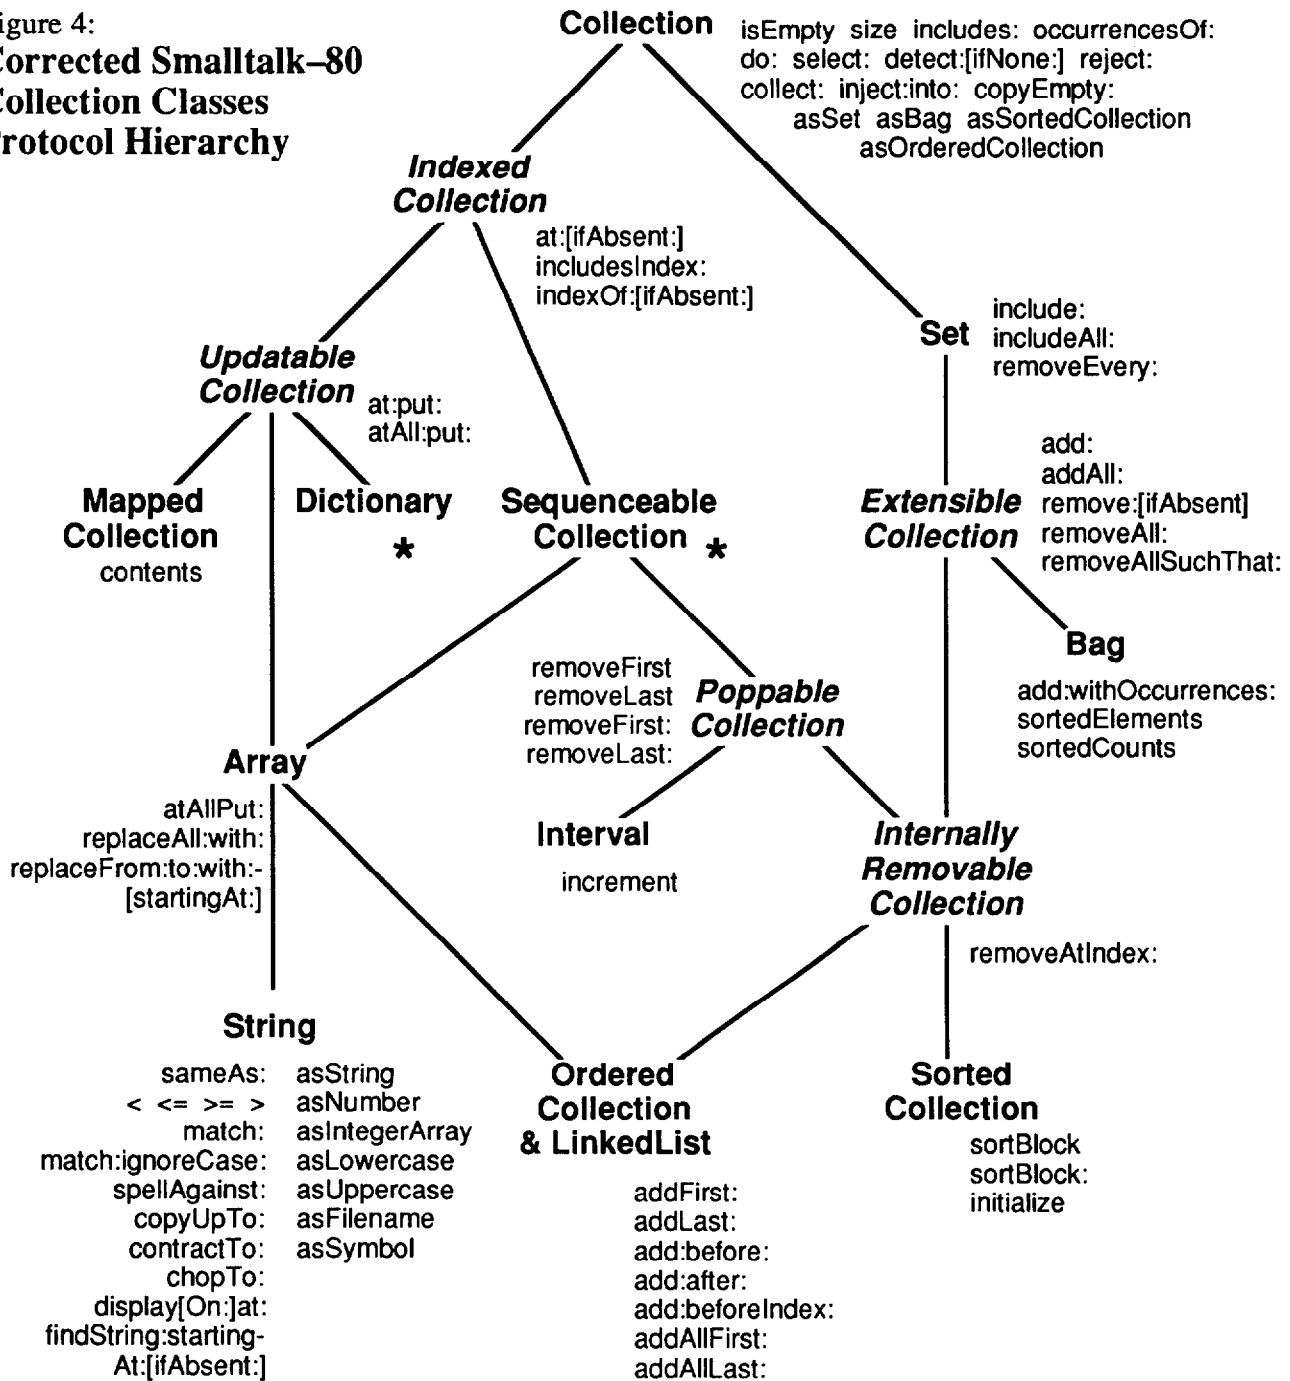 igure 4:
Corrected Smalltalk–80
Collection Classes
Protocol Hierarchy
Collection
isEmpty size includes: occurrencesOf:
do: select: detect:[ifNone:] reject:
collect: inject:into: copyEmpty:
asSet asBag asSortedCollection
asOrderedCollection
Indexed
Collection
at:[ifAbsent:]
includesIndex:
indexOf:[ifAbsent:]
Set
include:
includeAll:
removeEvery:
Updatable
Collection
at:put:
atAll:put:
Mapped
Collection
contents
Dictionary
*
Sequenceable
Collection *
Extensible
Collection
add:
addAll:
remove:[ifAbsent]
removeAll:
removeAllSuchThat:
Bag
add:withOccurrences:
sortedElements
sortedCounts
removeFirst
removeLast
removeFirst:
removeLast:
Poppable
Collection
Array
atAllPut:
replaceAll:with:
replaceFrom:to:with:-
[startingAt:]
Interval
increment
Internally
Removable
Collection
removeAtIndex:
String
sameAs:
< <= >= >
match:
match:ignoreCase:
spellAgainst:
copyUpTo:
contractTo:
chopTo:
display[On:]at:
findString:starting-
At:[ifAbsent:]
asString
asNumber
asIntegerArray
asLowercase
asUppercase
asFilename
asSymbol
Ordered
Collection
& LinkedList
addFirst:
addLast:
add:before:
add:after:
add:beforeIndex:
addAllFirst:
addAllLast:
Sorted
Collection
sortBlock
sortBlock:
initialize